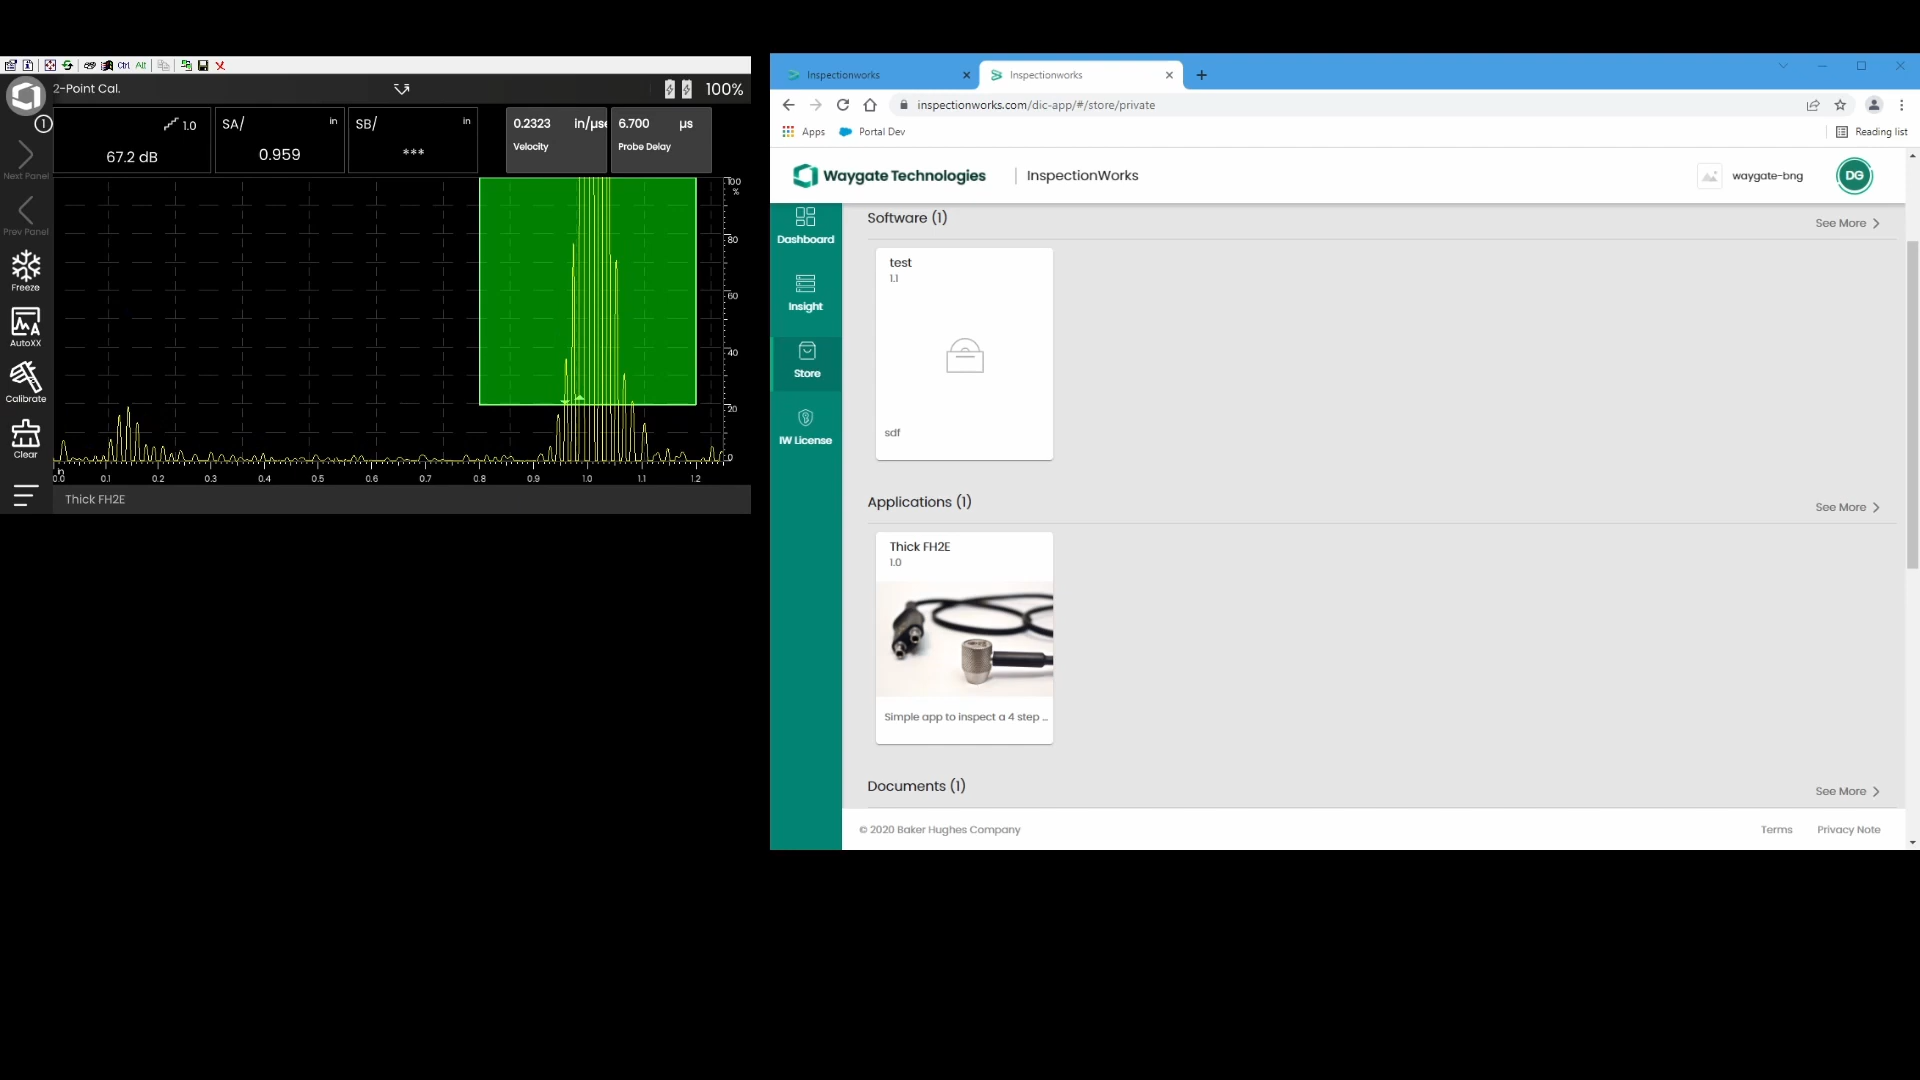 Ctrl Alt
2-Point Cal.
100%
1
1.0
67.2 dB
SA/ in
0.959
SB/ in
***
0.2323 in/µse
Velocity
6.700 µs
Probe Delay
Next Panel
Prev Panel
Freeze
AutoXX
Calibrate
Clear
100
%
80
60
40
20
0
in
0.0 0.1 0.2 0.3 0.4 0.5 0.6 0.7 0.8 0.9 1.0 1.1 1.2
Thick FH2E
Inspectionworks
Inspectionworks
inspectionworks.com/dic-app/#/store/private
Apps
Portal Dev
Reading list
Waygate Technologies
InspectionWorks
waygate-bng
DG
Dashboard
Insight
Store
IW License
Software (1)
See More
test
1.1
sdf
Applications (1)
See More
Thick FH2E
1.0
Simple app to inspect a 4 step ...
Documents (1)
See More
© 2020 Baker Hughes Company
Terms
Privacy Note